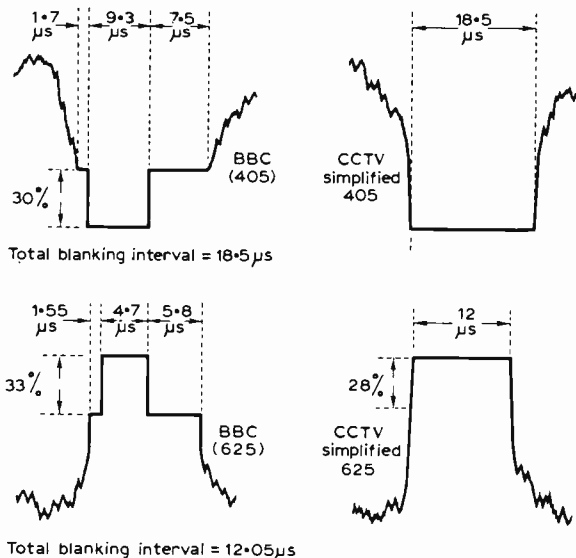 1·7 μs
9·3 μs
7·5 μs
30%
BBC (405)
Total blanking interval = 18·5μs
18·5 μs
CCTV
simplified
405
1·55 μs
4·7 μs
5·8 μs
33%
BBC
(625)
Total blanking interval = 12·05μs
12 μs
28%
CCTV
simplified
625